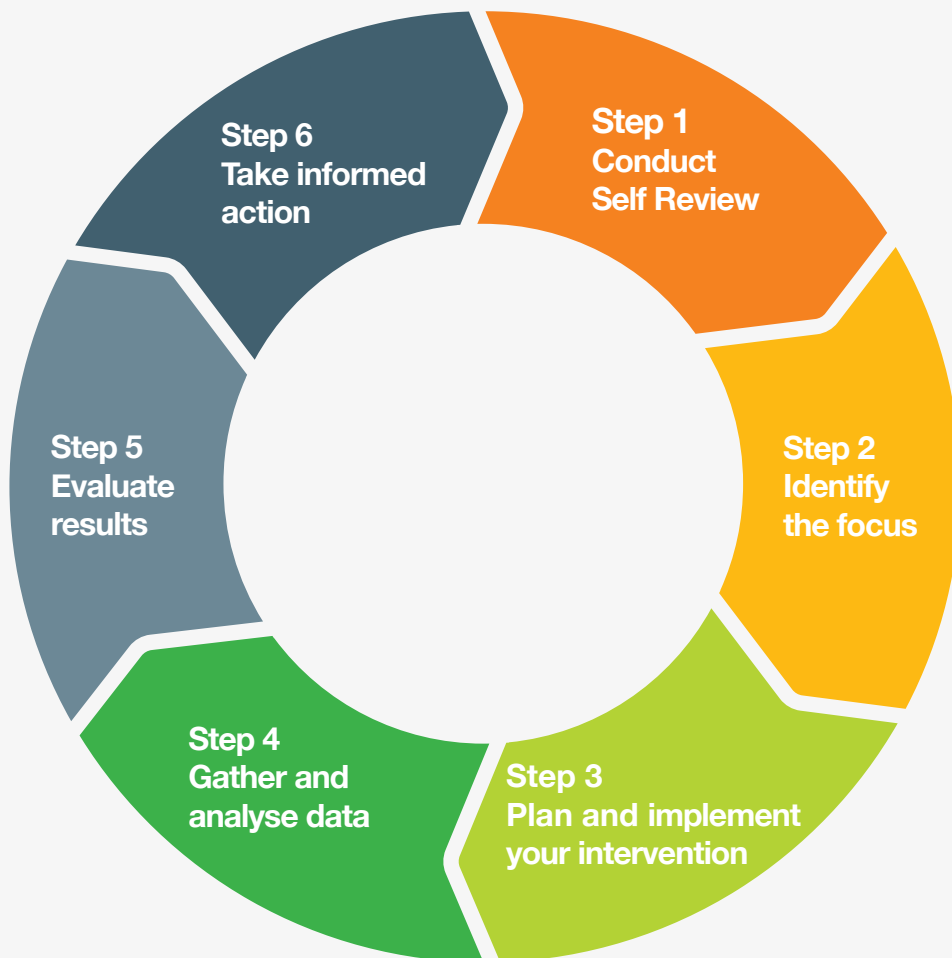 Step 1
Conduct
Self Review
Step 2
Identify
the focus
Step 3
Plan and implement
your intervention
Step 4
Gather and
analyse data
Step 5
Evaluate
results
Step 6
Take informed
action